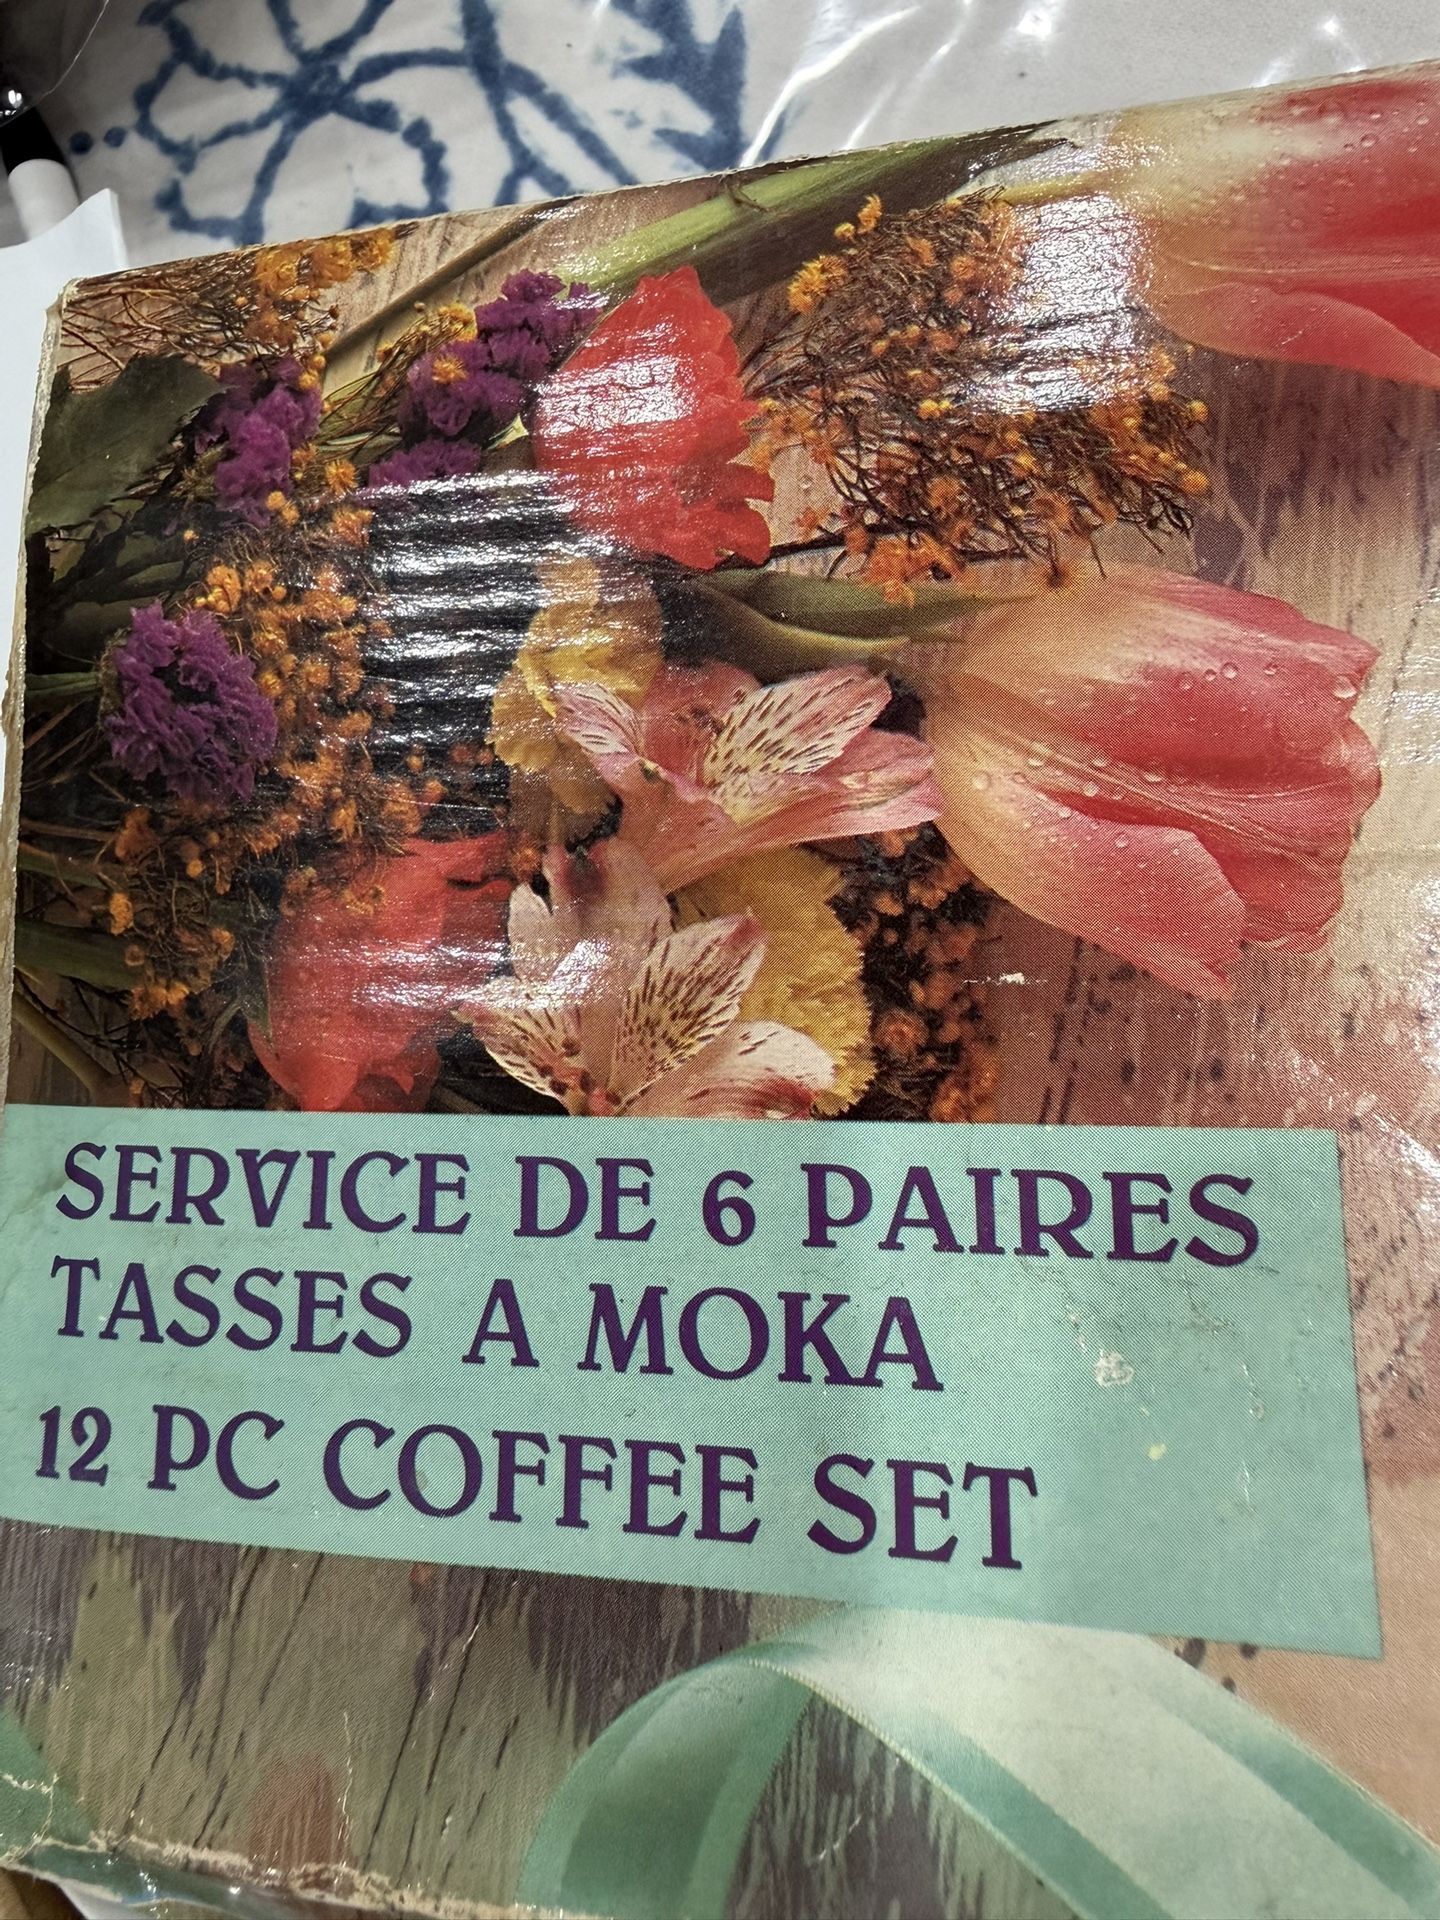 SERVICE DE 6 PAIRES
TASSES A MOKA
12 PC COFFEE SET